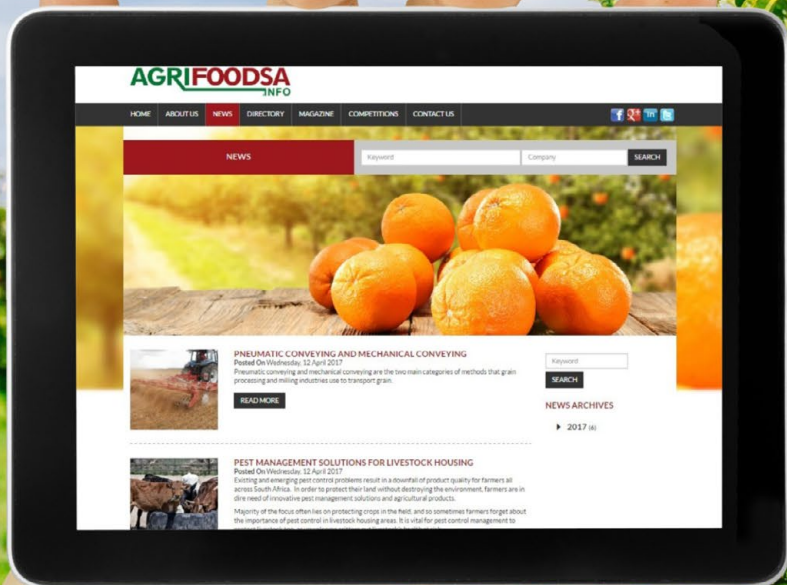 AGRIFOODSA
INFO
HOME ABOUT US NEWS DIRECTORY MAGAZINE COMPETITIONS CONTACT US
NEWS
Keyword Company SEARCH
PNEUMATIC CONVEYING AND MECHANICAL CONVEYING
Posted On Wednesday, 12 April 2017
Pneumatic conveying and mechanical conveying are the two main categories of methods that grain
processing and milling industries use to transport grain.
READ MORE
Keyword
SEARCH
NEWS ARCHIVES
2017 (6)
PEST MANAGEMENT SOLUTIONS FOR LIVESTOCK HOUSING
Posted On Wednesday, 12 April 2017
Existing and emerging pest control problems result in a downfall of product quality for farmers all
across South Africa. In order to protect their land without destroying the environment, farmers are in
dire need of innovative pest management solutions and agricultural products.
Majority of the focus often lies on protecting crops in the field, and so sometimes farmers forget about
the importance of pest control in livestock housing areas. It is vital for pest control management to